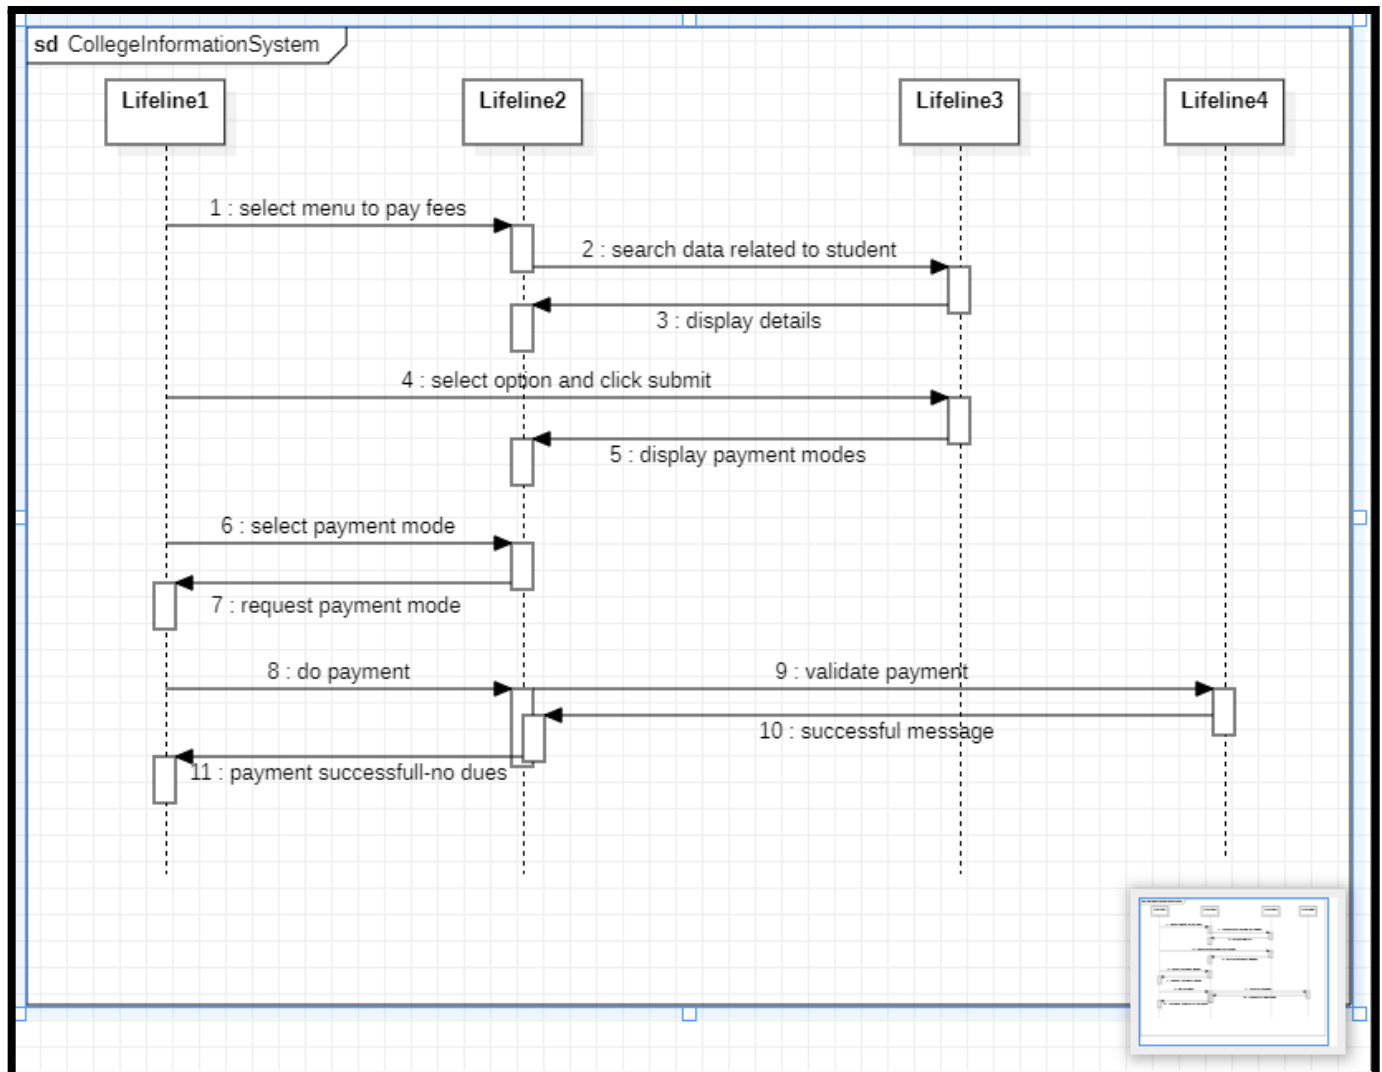 sd CollegeInformationSystem
Lifeline1
Lifeline2
Lifeline3
Lifeline4
1 : select menu to pay fees
2 : search data related to student
3 : display details
4 : select option and click submit
5 : display payment modes
6 : select payment mode
7 : request payment mode
8 : do payment
9 : validate payment
10 : successful message
11 : payment successfull-no dues